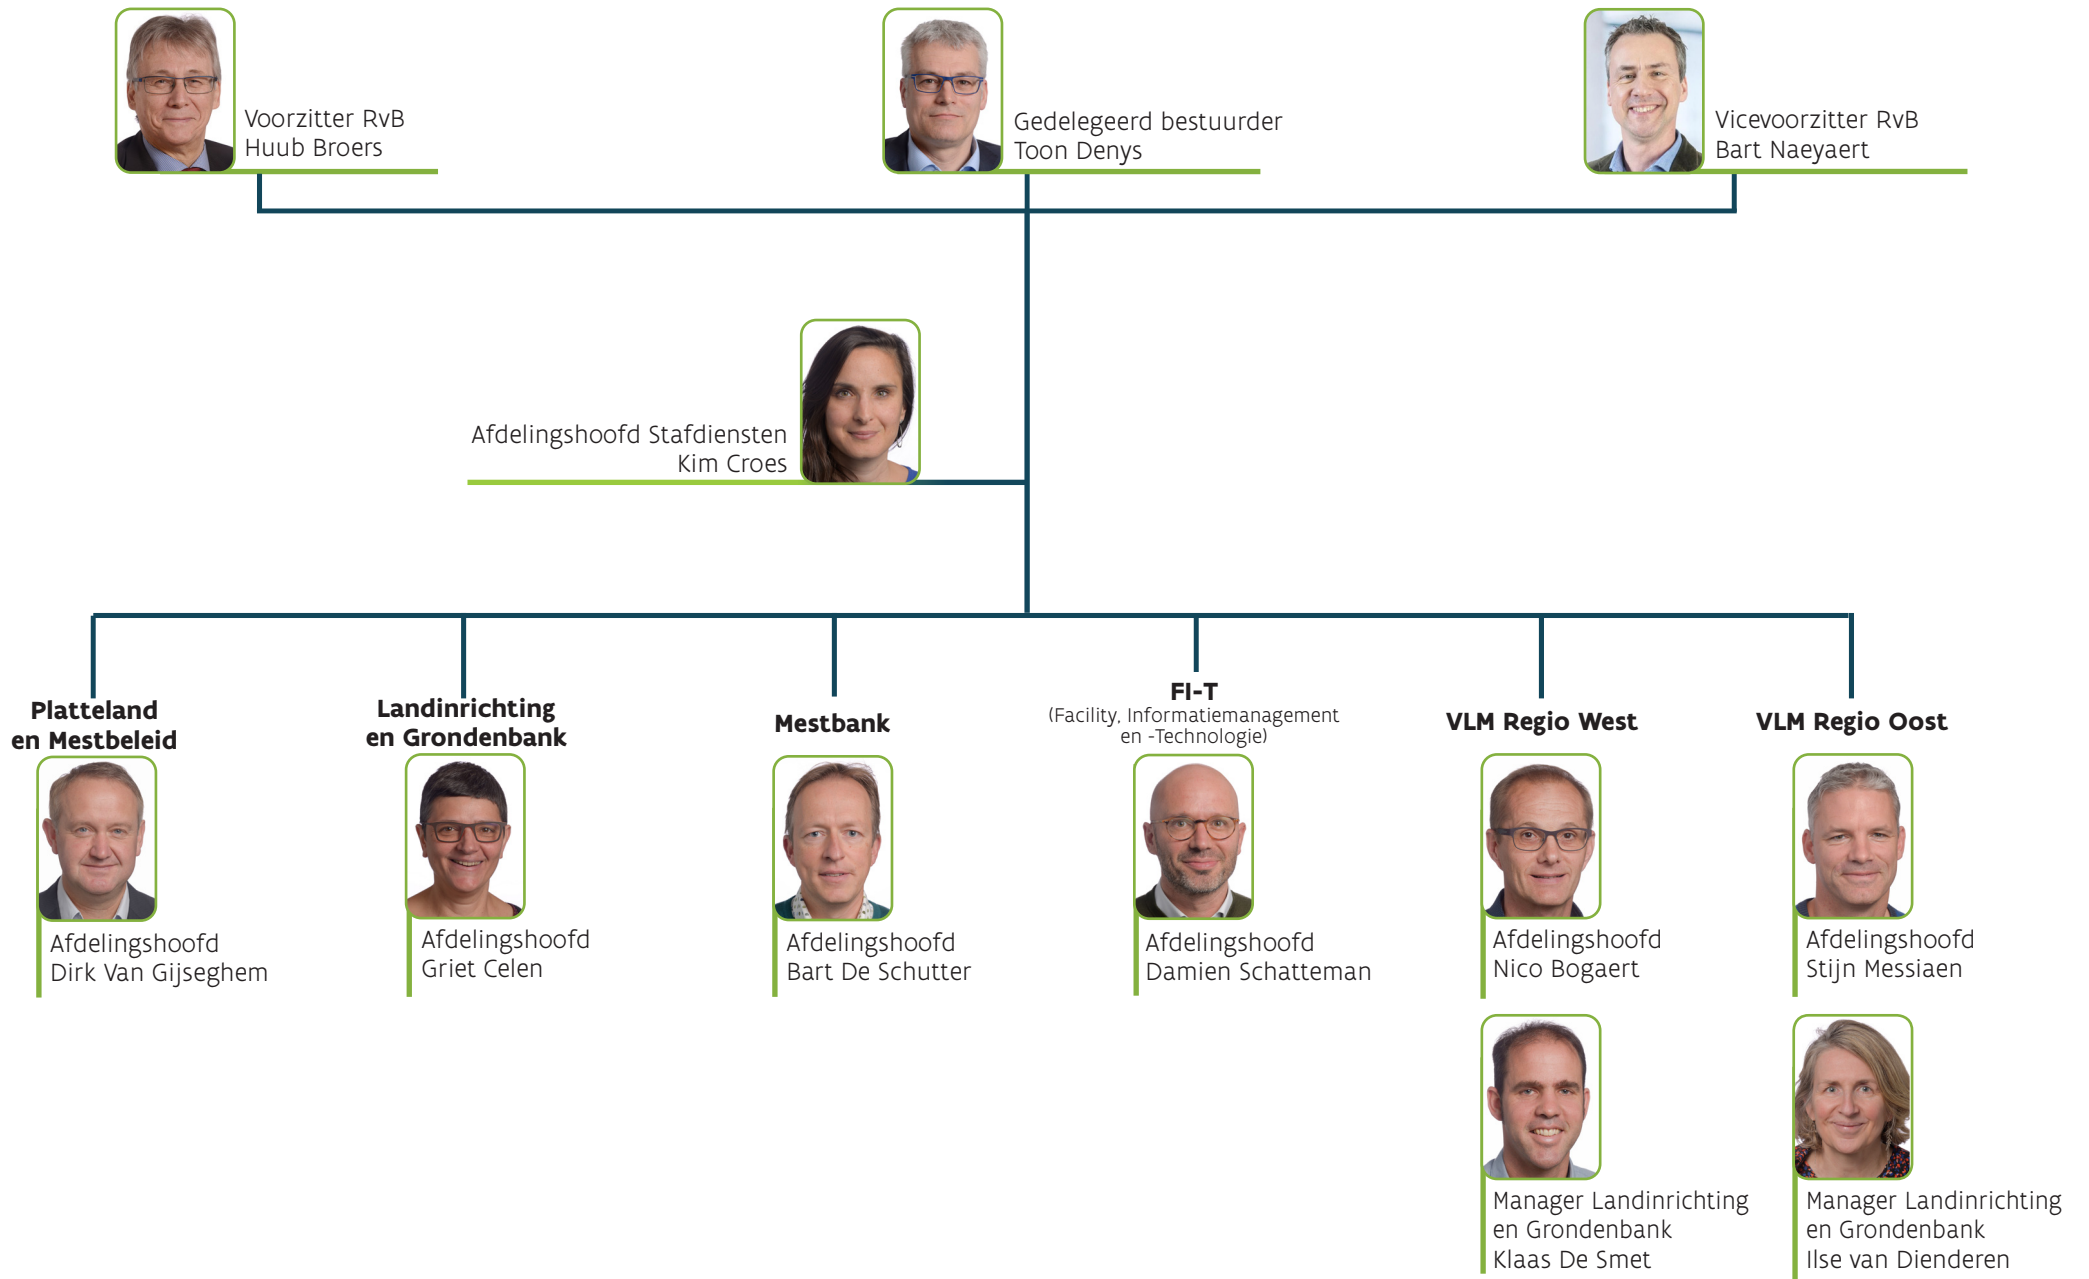 Voorzitter RvB
Huub Broers
Gedelegeerd bestuurder
Toon Denys
Vicevoorzitter RvB
Bart Naeyaert
Afdelingshoofd Stafdiensten
Kim Croes
Platteland
en Mestbeleid
Afdelingshoofd
Dirk Van Gijseghem
Landinrichting
en Grondenbank
Afdelingshoofd
Griet Celen
Mestbank
Afdelingshoofd
Bart De Schutter
FI-T
(Facility, Informatiemanagement
en -Technologie)
Afdelingshoofd
Damien Schatteman
VLM Regio West
Afdelingshoofd
Nico Bogaert
Manager Landinrichting
en Grondenbank
Klaas De Smet
VLM Regio Oost
Afdelingshoofd
Stijn Messiaen
Manager Landinrichting
en Grondenbank
Ilse van Dienderen